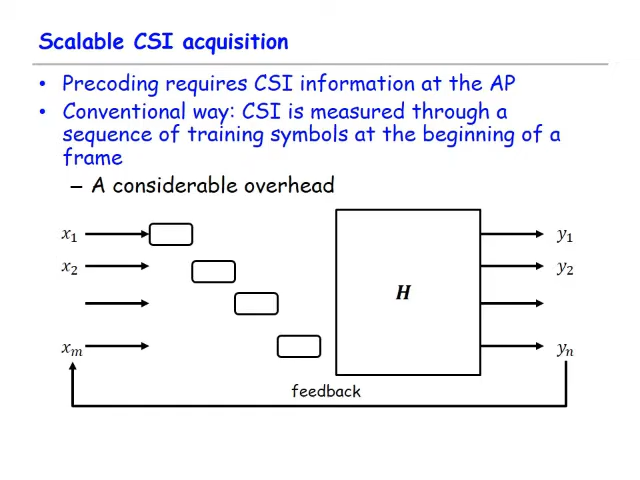 Scalable CSI acquisition
• Precoding requires CSI information at the AP
• Conventional way: CSI is measured through a
sequence of training symbols at the beginning of a
frame
– A considerable overhead
x₁ y₁
x₂ y₂
H
xₘ yₙ
feedback